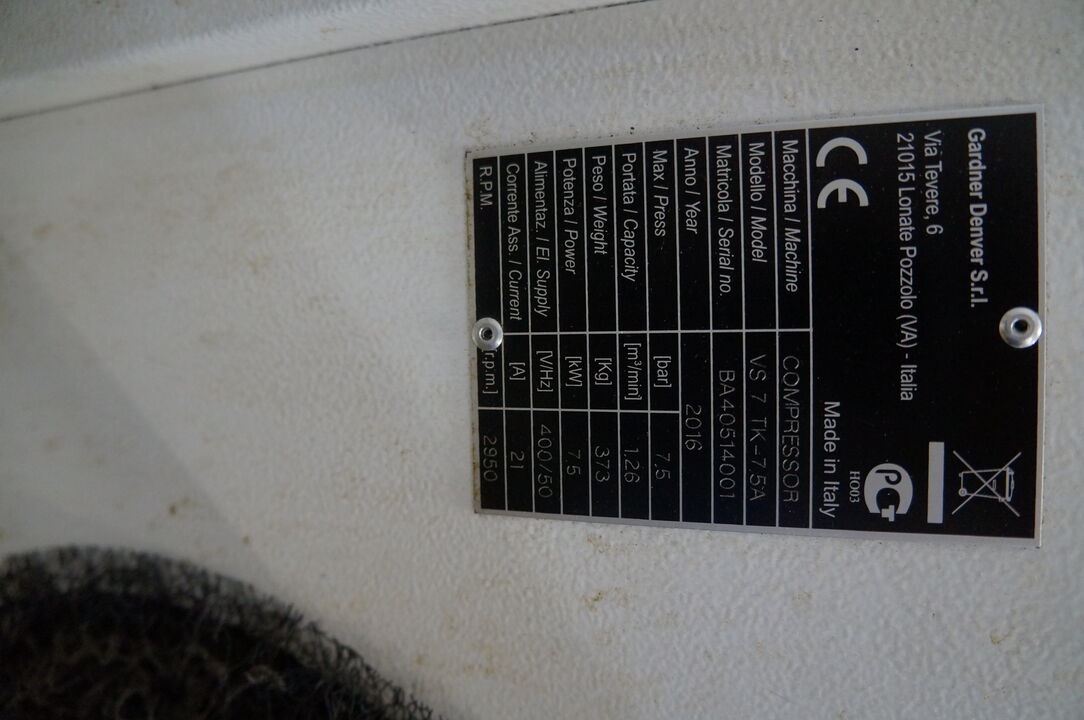 Gardner Denver S.r.l.
Via Tevere, 6
21015 Lonate Pozzolo (VA) - Italia
CE
PCT
HO03
Made in Italy
Macchina / Machine COMPRESSOR
Modello / Model VS 7 TK-7,5A
Matricola / Serial no. BA40514001
Anno / Year 2016
Max / Press [bar] 7,5
Portata / Capacity [m³/min] 1.26
Peso / Weight [Kg] 373
Potenza / Power [kW] 7.5
Alimentaz. / El. Supply [V/Hz] 400/50
Corrente Ass. / Current [A] 21
R.P.M. [r.p.m.] 2950